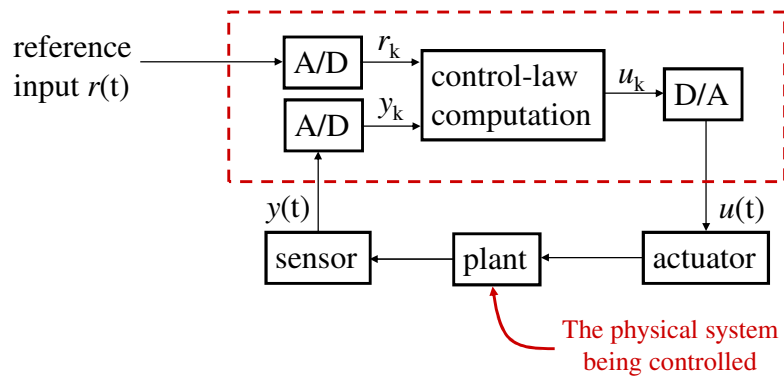 reference
input r(t)
A/D
r_k
A/D
y_k
control-law
computation
u_k
D/A
y(t)
u(t)
sensor
plant
actuator
The physical system
being controlled